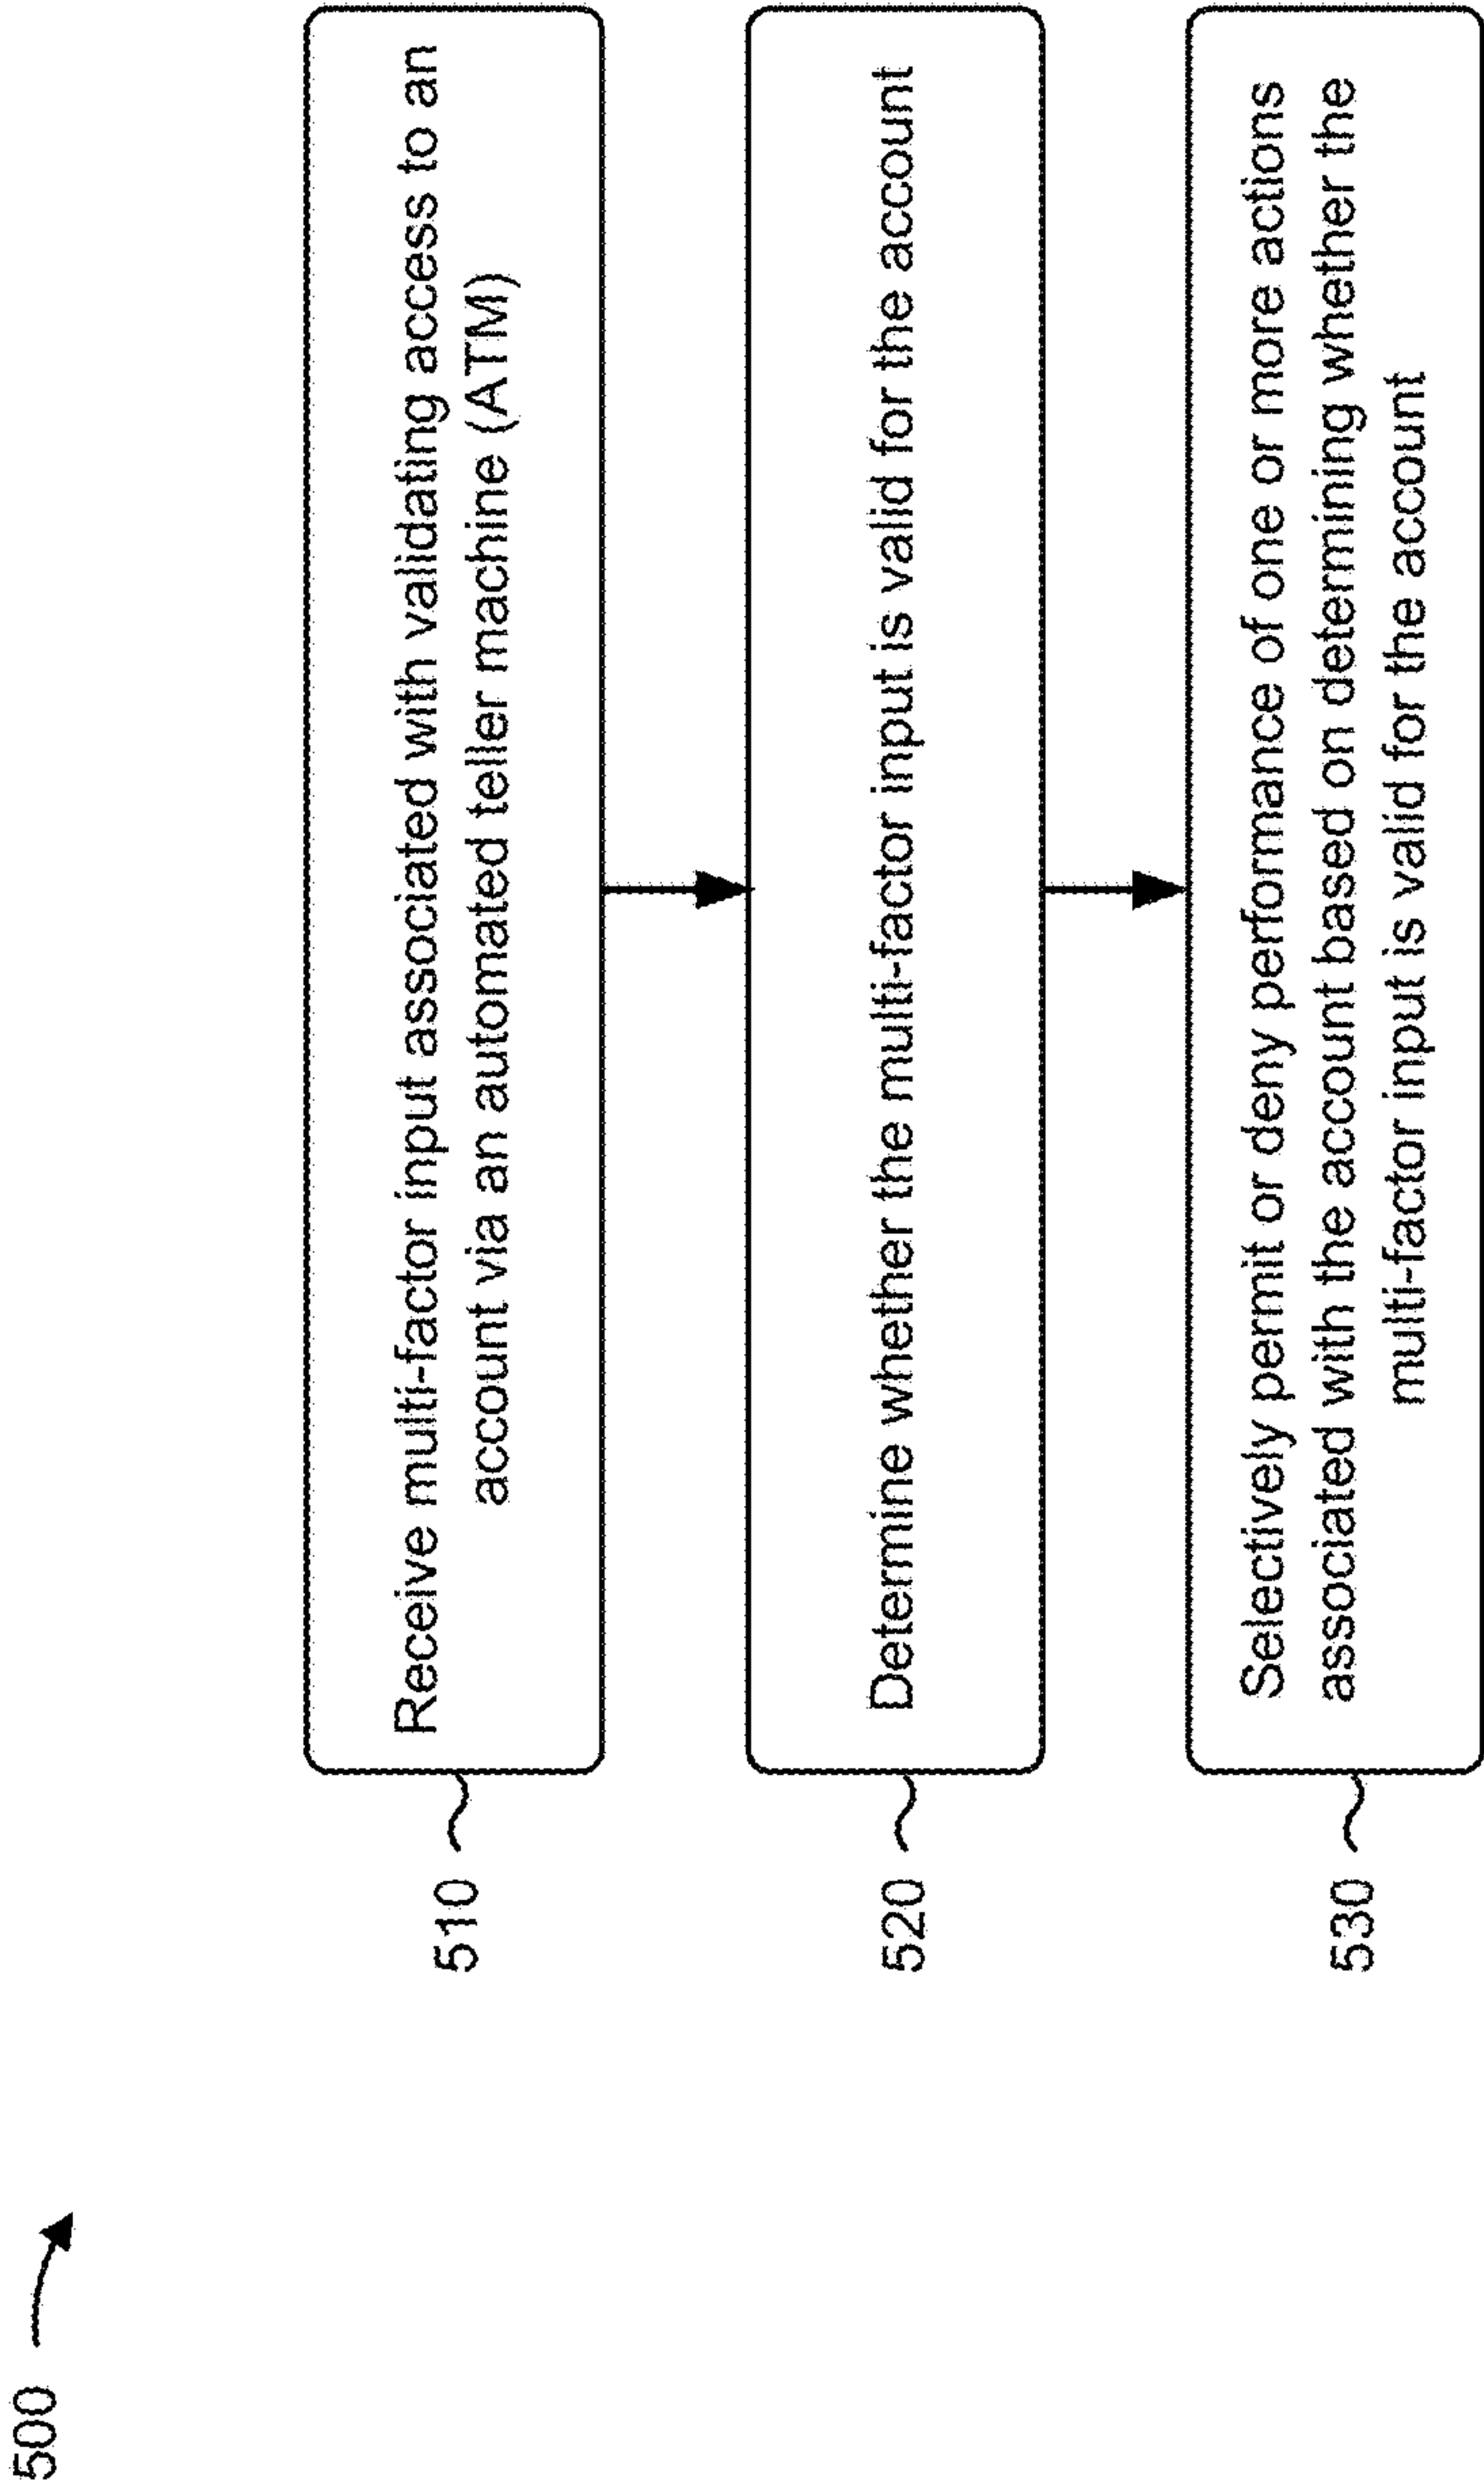 500
510
Receive multi-factor input associated with validating access to an
account via an automated teller machine (ATM)
520
Determine whether the multi-factor input is valid for the account
530
Selectively permit or deny performance of one or more actions
associated with the account based on determining whether the
multi-factor input is valid for the account